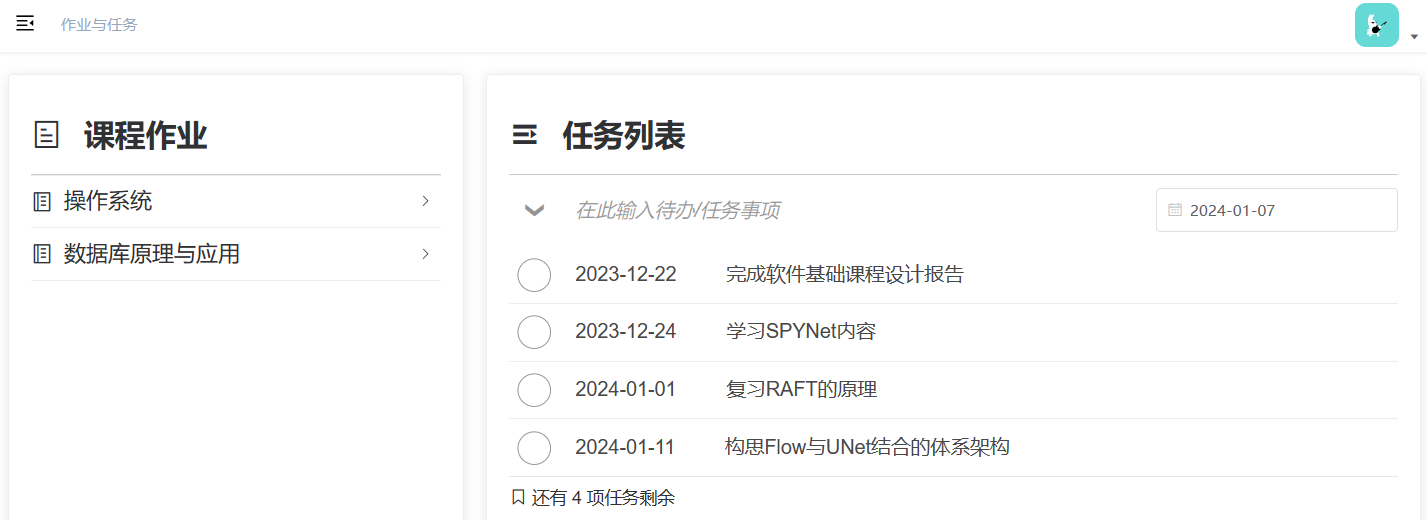 作业与任务
课程作业
操作系统
数据库原理与应用
任务列表
在此输入待办/任务事项
2024-01-07
2023-12-22 完成软件基础课程设计报告
2023-12-24 学习SPYNet内容
2024-01-01 复习RAFT的原理
2024-01-11 构思Flow与UNet结合的体系架构
还有 4 项任务剩余